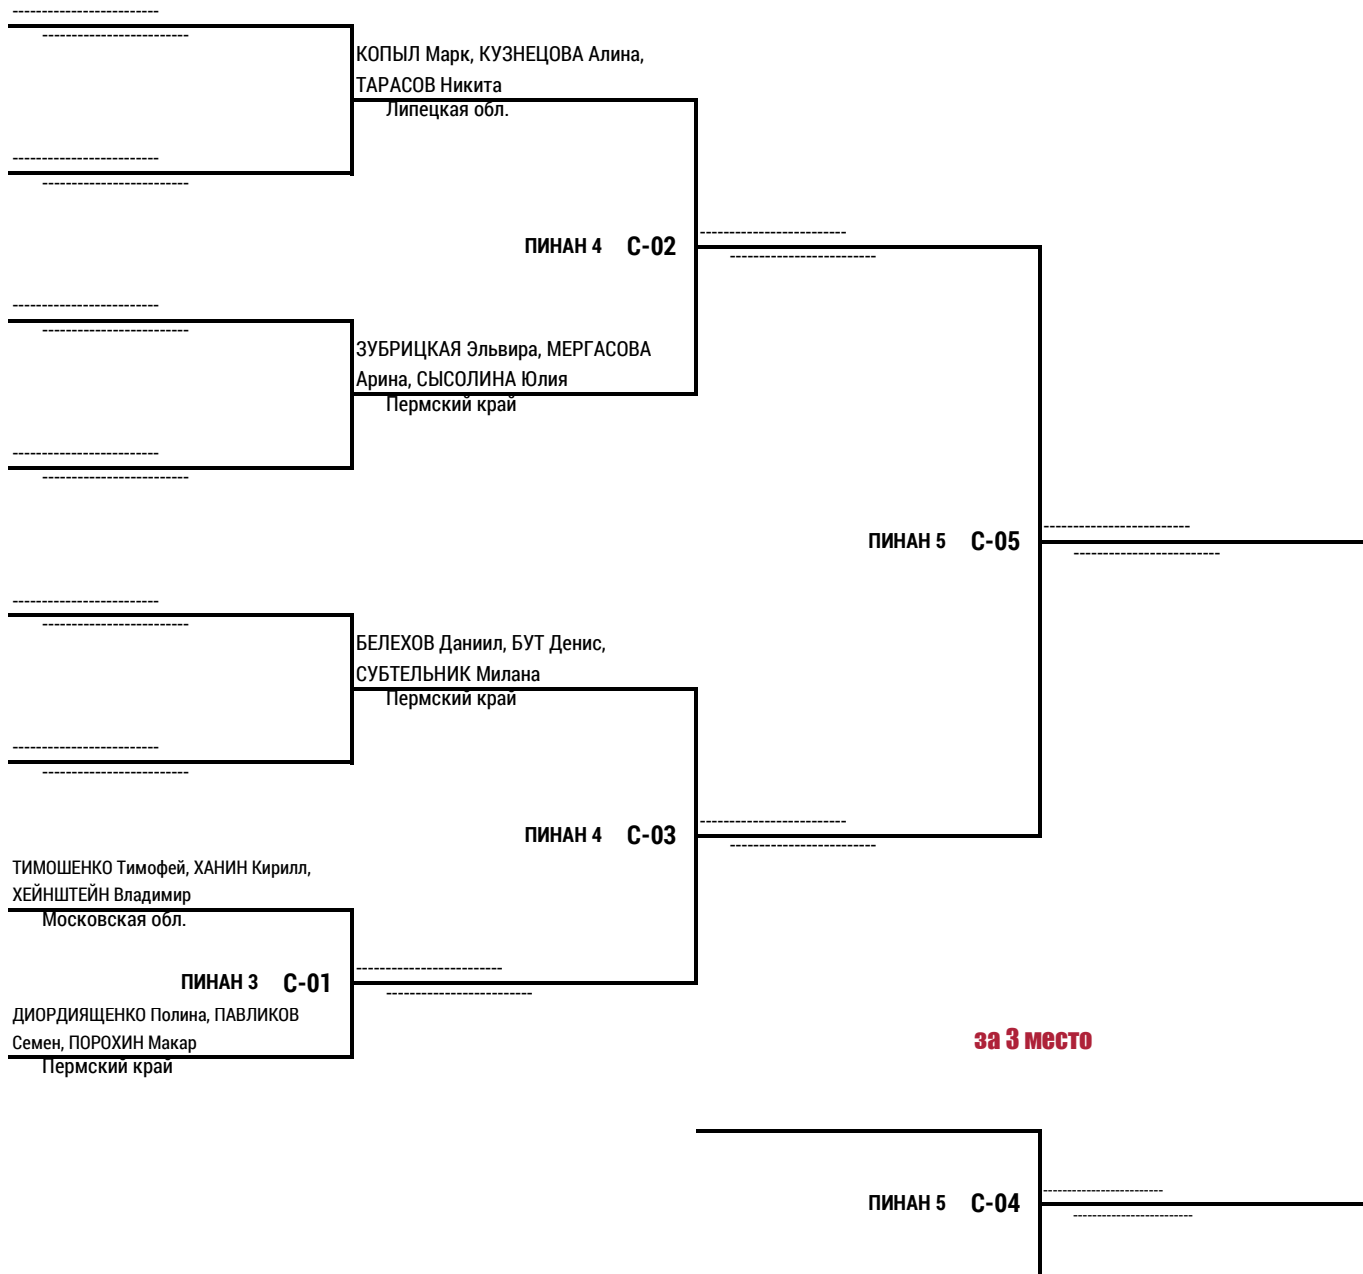 -------------------------
-------------------------
КОПЫЛ Марк, КУЗНЕЦОВА Алина,
ТАРАСОВ Никита
Липецкая обл.
-------------------------
-------------------------
ПИНАН 4 С-02
-------------------------
-------------------------
-------------------------
-------------------------
ЗУБРИЦКАЯ Эльвира, МЕРГАСОВА
Арина, СЫСОЛИНА Юлия
Пермский край
-------------------------
-------------------------
ПИНАН 5 С-05
-------------------------
-------------------------
-------------------------
-------------------------
БЕЛЕХОВ Даниил, БУТ Денис,
СУБТЕЛЬНИК Милана
Пермский край
-------------------------
-------------------------
ПИНАН 4 С-03
-------------------------
-------------------------
ТИМОШЕНКО Тимофей, ХАНИН Кирилл,
ХЕЙНШТЕЙН Владимир
Московская обл.
ПИНАН 3 С-01
-------------------------
-------------------------
ДИОРДИЯЩЕНКО Полина, ПАВЛИКОВ
Семен, ПОРОХИН Макар
Пермский край
за 3 место
ПИНАН 5 С-04
-------------------------
-------------------------